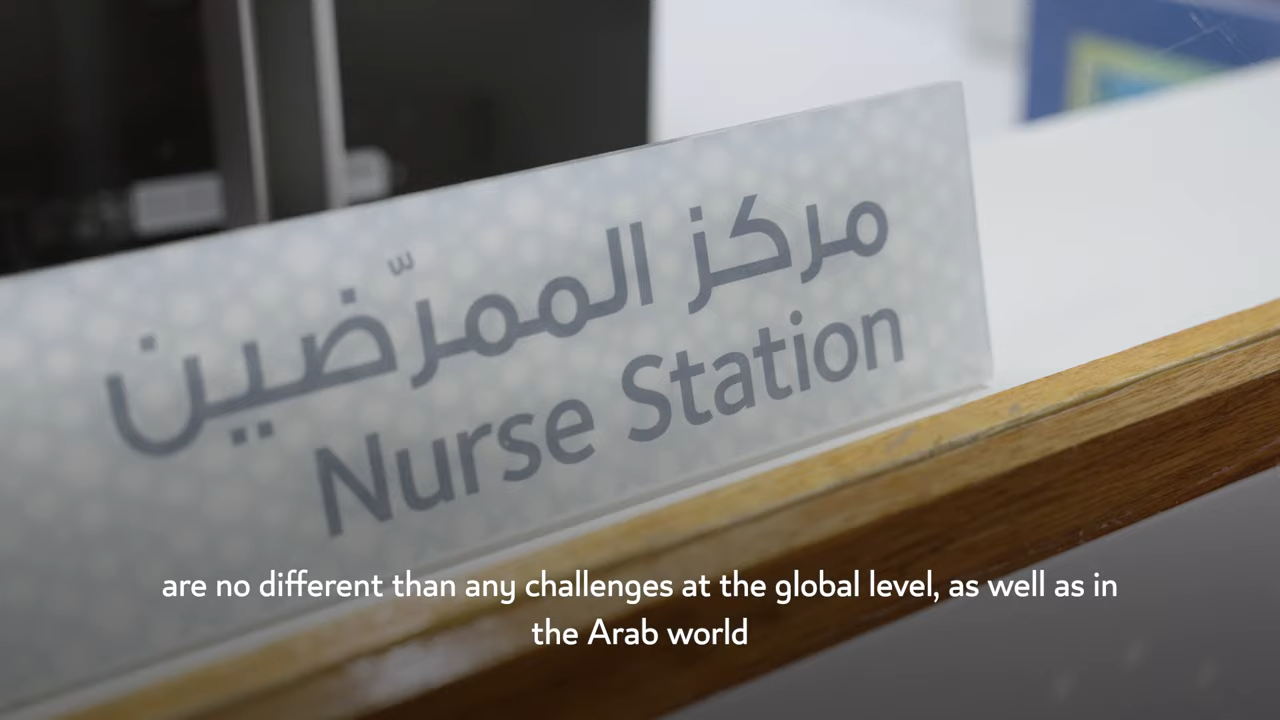 مركز الممرّضين
Nurse Station
are no different than any challenges at the global level, as well as in
the Arab world